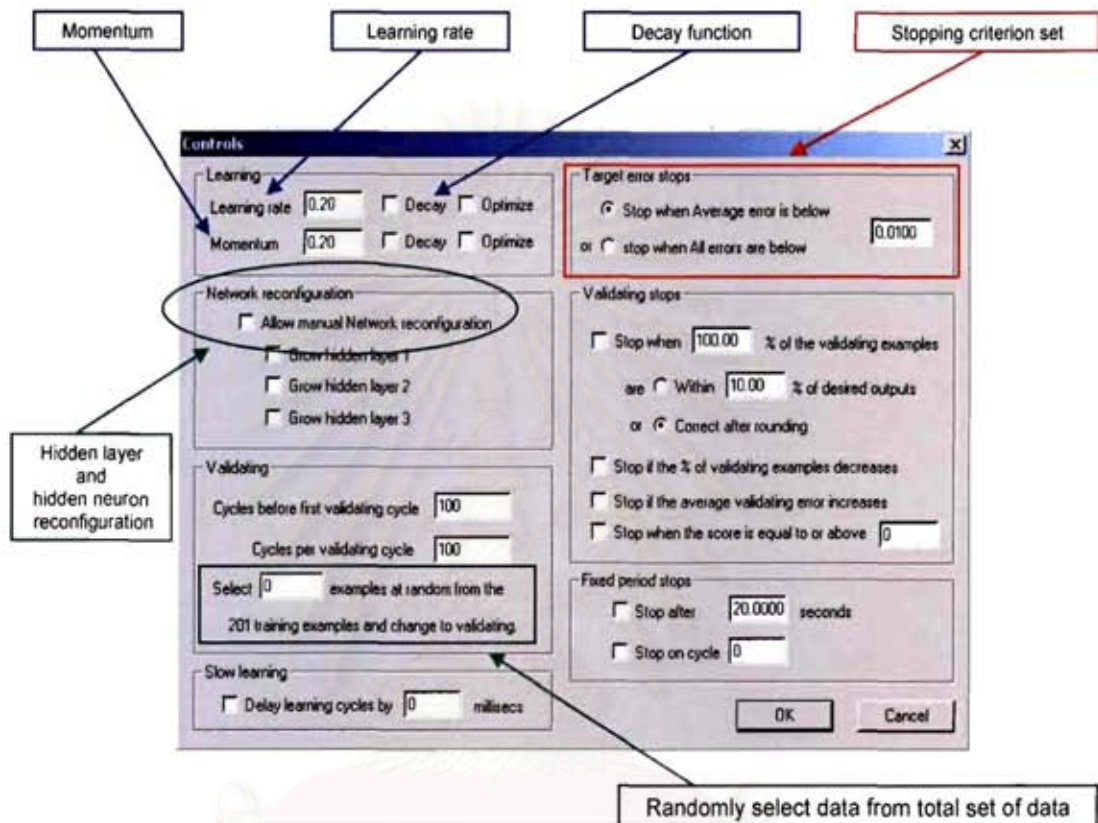 Momentum
Learning rate
Decay function
Stopping criterion set
Controls
Learning
Learning rate 0.20 Decay Optimize
Momentum 0.20 Decay Optimize
Target error stops
Stop when Average error is below
or stop when All errors are below
0.0100
Network reconfiguration
Allow manual Network reconfiguration
Grow hidden layer 1
Grow hidden layer 2
Grow hidden layer 3
Hidden layer
and
hidden neuron
reconfiguration
Validating stops
Stop when 100.00 % of the validating examples
are Within 10.00 % of desired outputs
or Correct after rounding
Stop if the % of validating examples decreases
Stop if the average validating error increases
Stop when the score is equal to or above 0
Validating
Cycles before first validating cycle 100
Cycles per validating cycle 100
Select 0 examples at random from the
201 training examples and change to validating.
Fixed period stops
Stop after 20.0000 seconds
Stop on cycle 0
Slow learning
Delay learning cycles by 0 millisecs
OK
Cancel
Randomly select data from total set of data